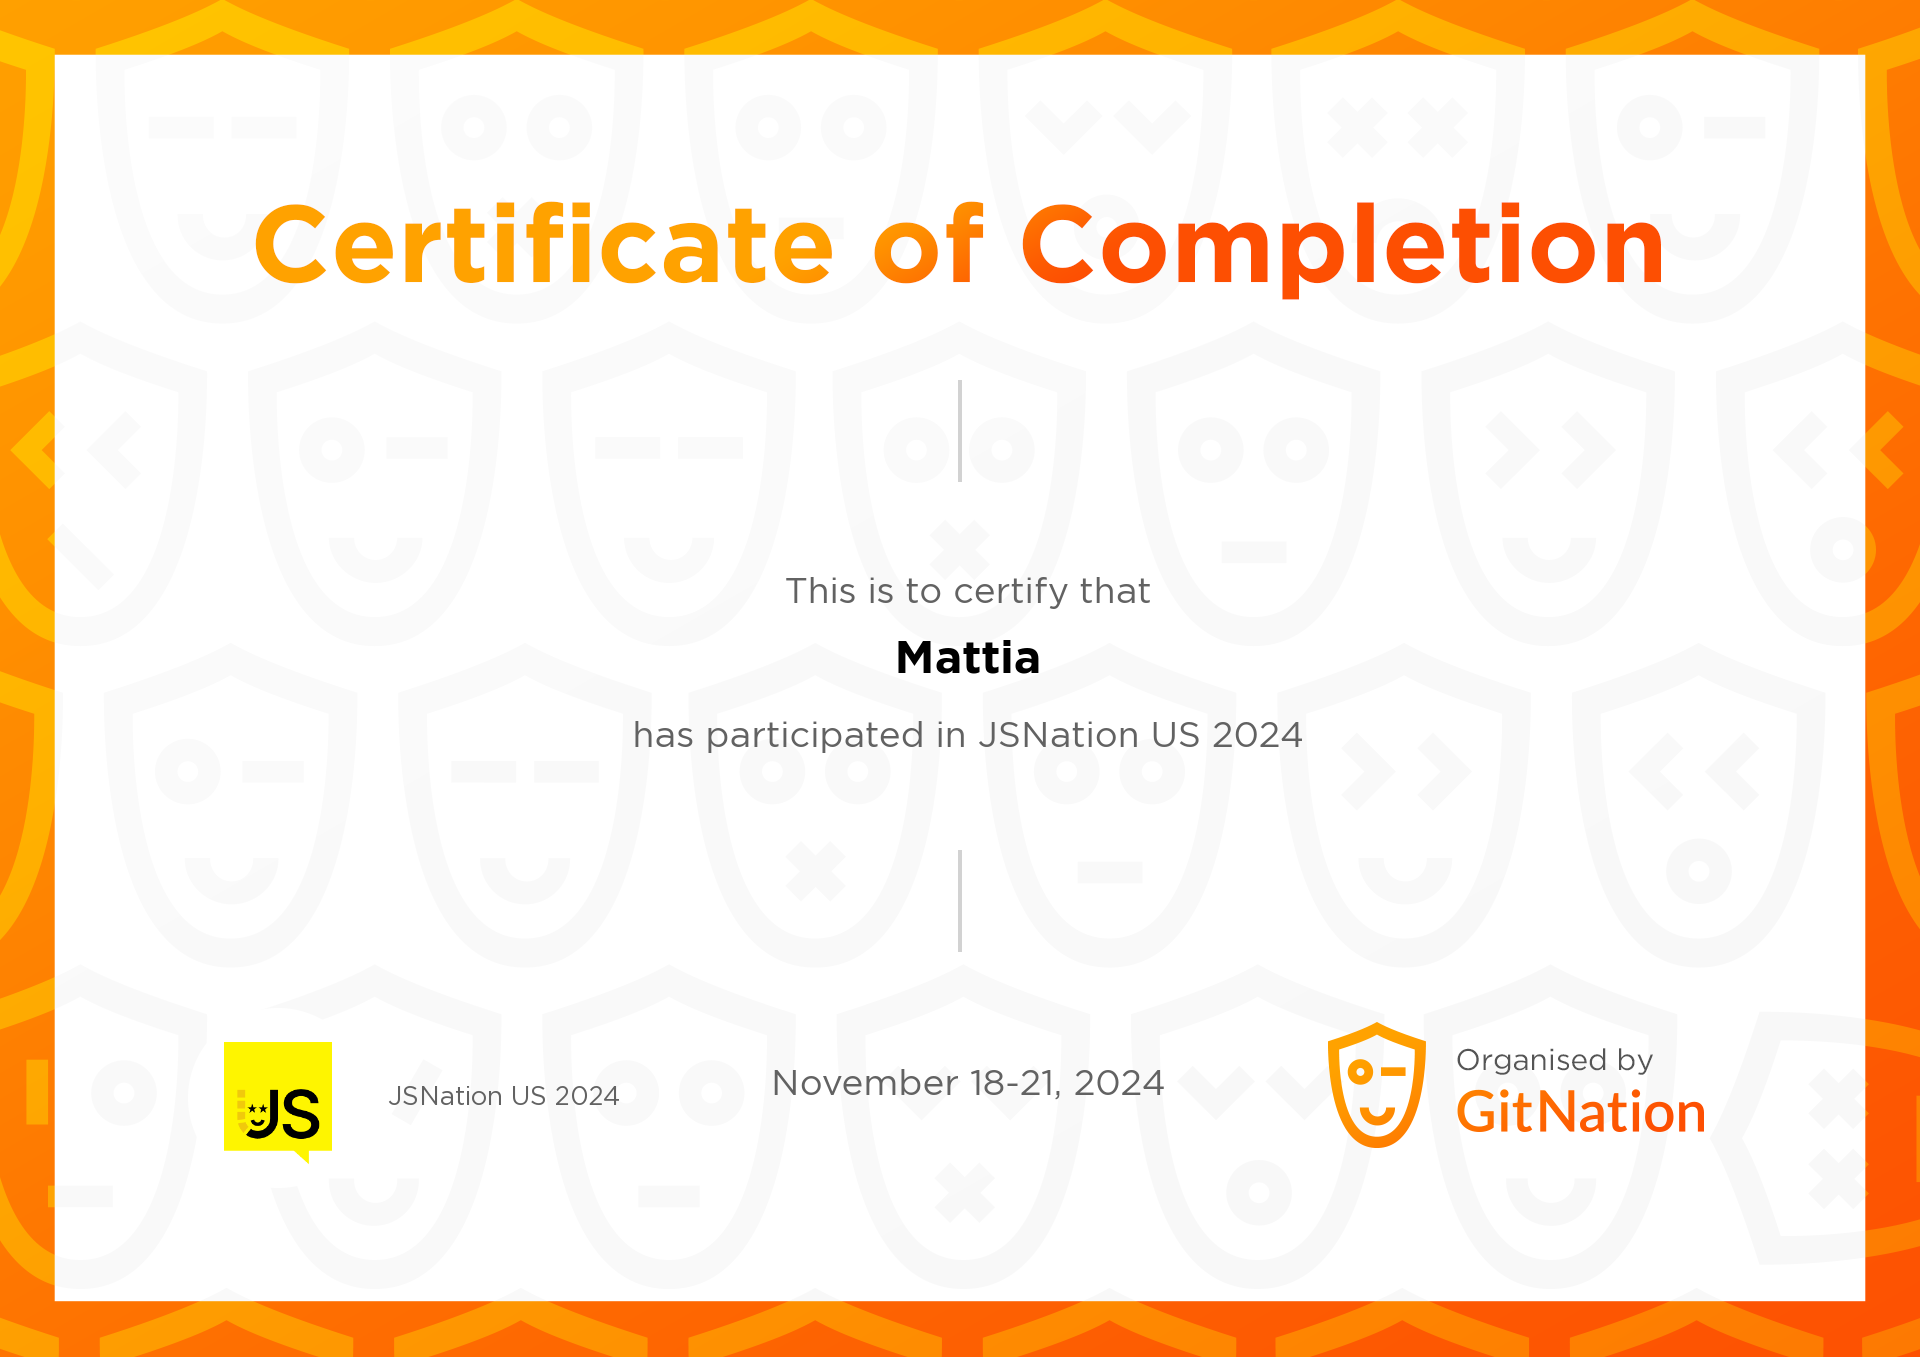 Certificate of Completion
This is to certify that
Mattia
has participated in JSNation US 2024
JS
JSNation US 2024
November 18-21, 2024
Organised by
GitNation